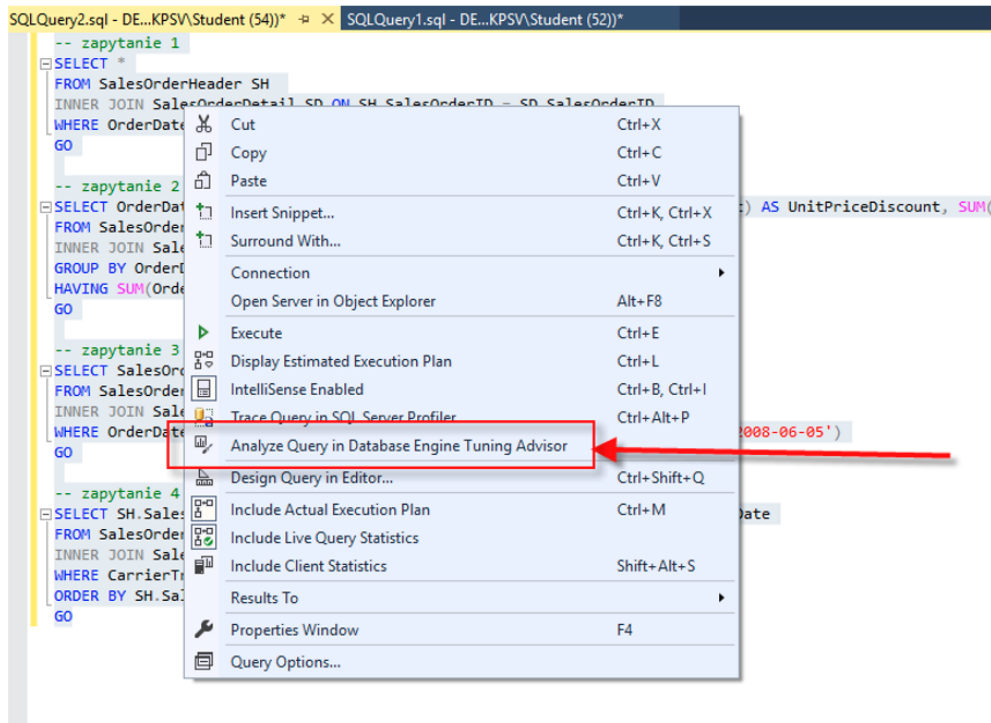 SQLQuery2.sql - DE...KPSV\Student (54))* SQLQuery1.sql - DE...KPSV\Student (52))*
-- zapytanie 1
SELECT *
FROM SalesOrderHeader SH
INNER JOIN SalesOrderDetail SD ON SH.SalesOrderID = SD.SalesOrderID
WHERE OrderDate
GO
-- zapytanie 2
SELECT OrderDat ) AS UnitPriceDiscount, SUM(
FROM SalesOrder
INNER JOIN Sale
GROUP BY OrderD
HAVING SUM(Orde
GO
-- zapytanie 3
SELECT SalesOrd
FROM SalesOrder
INNER JOIN Sale
WHERE OrderDate 2008-06-05')
GO
-- zapytanie 4
SELECT SH.Sales Date
FROM SalesOrder
INNER JOIN Sale
WHERE CarrierTr
ORDER BY SH.Sal
GO
Cut Ctrl+X
Copy Ctrl+C
Paste Ctrl+V
Insert Snippet... Ctrl+K, Ctrl+X
Surround With... Ctrl+K, Ctrl+S
Connection
Open Server in Object Explorer Alt+F8
Execute Ctrl+E
Display Estimated Execution Plan Ctrl+L
IntelliSense Enabled Ctrl+B, Ctrl+I
Trace Query in SQL Server Profiler Ctrl+Alt+P
Analyze Query in Database Engine Tuning Advisor
Design Query in Editor... Ctrl+Shift+Q
Include Actual Execution Plan Ctrl+M
Include Live Query Statistics
Include Client Statistics Shift+Alt+S
Results To
Properties Window F4
Query Options...